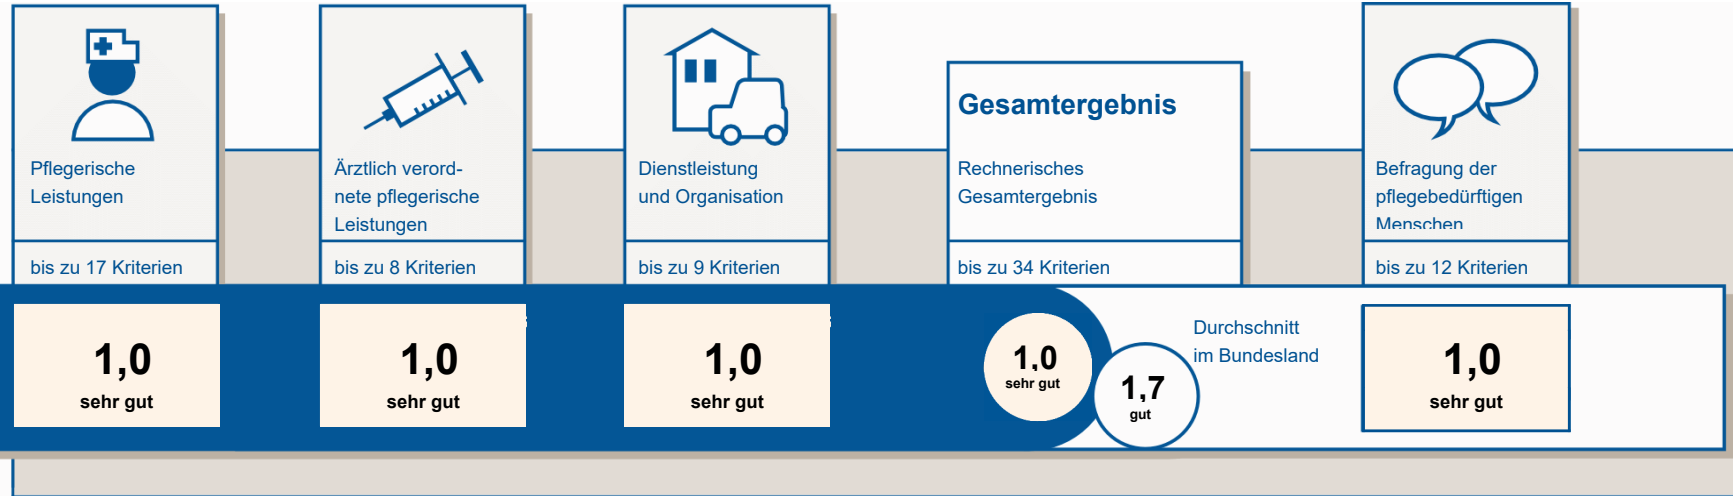 Pflegerische
Leistungen
bis zu 17 Kriterien
1,0
sehr gut
Ärztlich verord-
nete pflegerische
Leistungen
bis zu 8 Kriterien
1,0
sehr gut
Dienstleistung
und Organisation
bis zu 9 Kriterien
1,0
sehr gut
Gesamtergebnis
Rechnerisches
Gesamtergebnis
bis zu 34 Kriterien
1,0
sehr gut
1,7
gut
Durchschnitt
im Bundesland
Befragung der
pflegebedürftigen
Menschen
bis zu 12 Kriterien
1,0
sehr gut